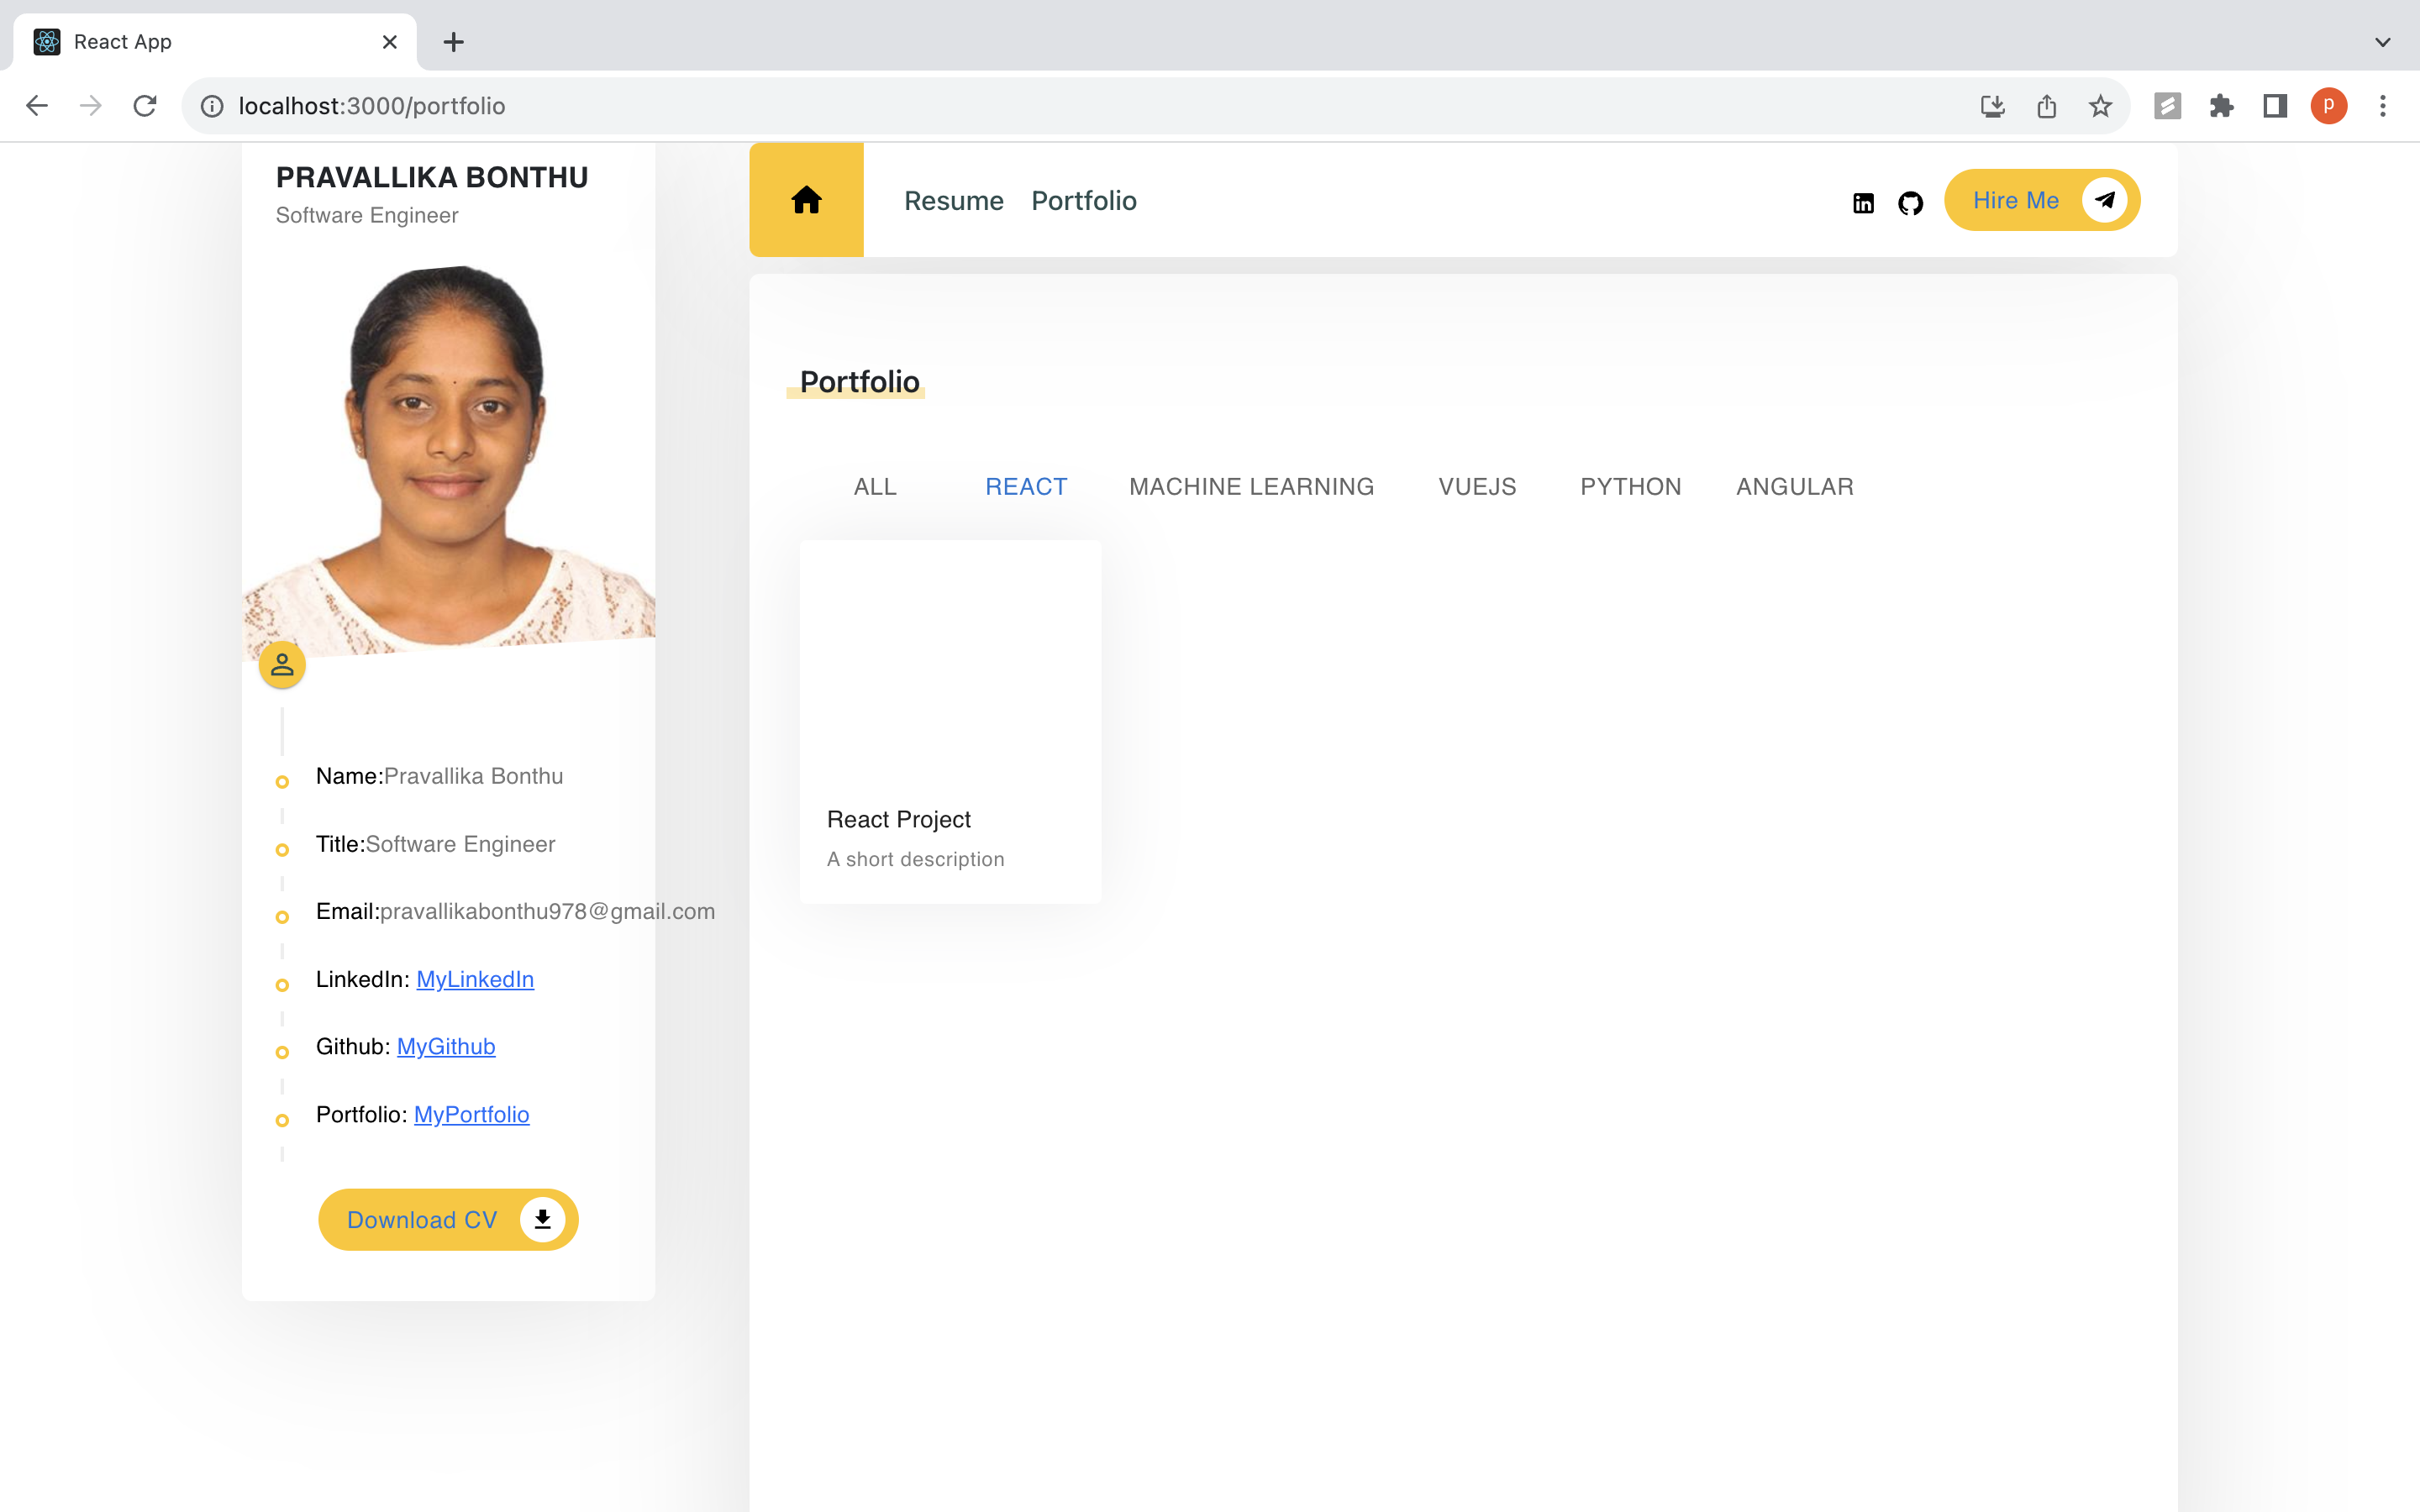 React App
localhost:3000/portfolio
p
PRAVALLIKA BONTHU
Software Engineer
Resume Portfolio
Hire Me
Portfolio
ALL REACT MACHINE LEARNING VUEJS PYTHON ANGULAR
React Project
A short description
Name:Pravallika Bonthu
Title:Software Engineer
Email:pravallikabonthu978@gmail.com
LinkedIn: MyLinkedIn
Github: MyGithub
Portfolio: MyPortfolio
Download CV